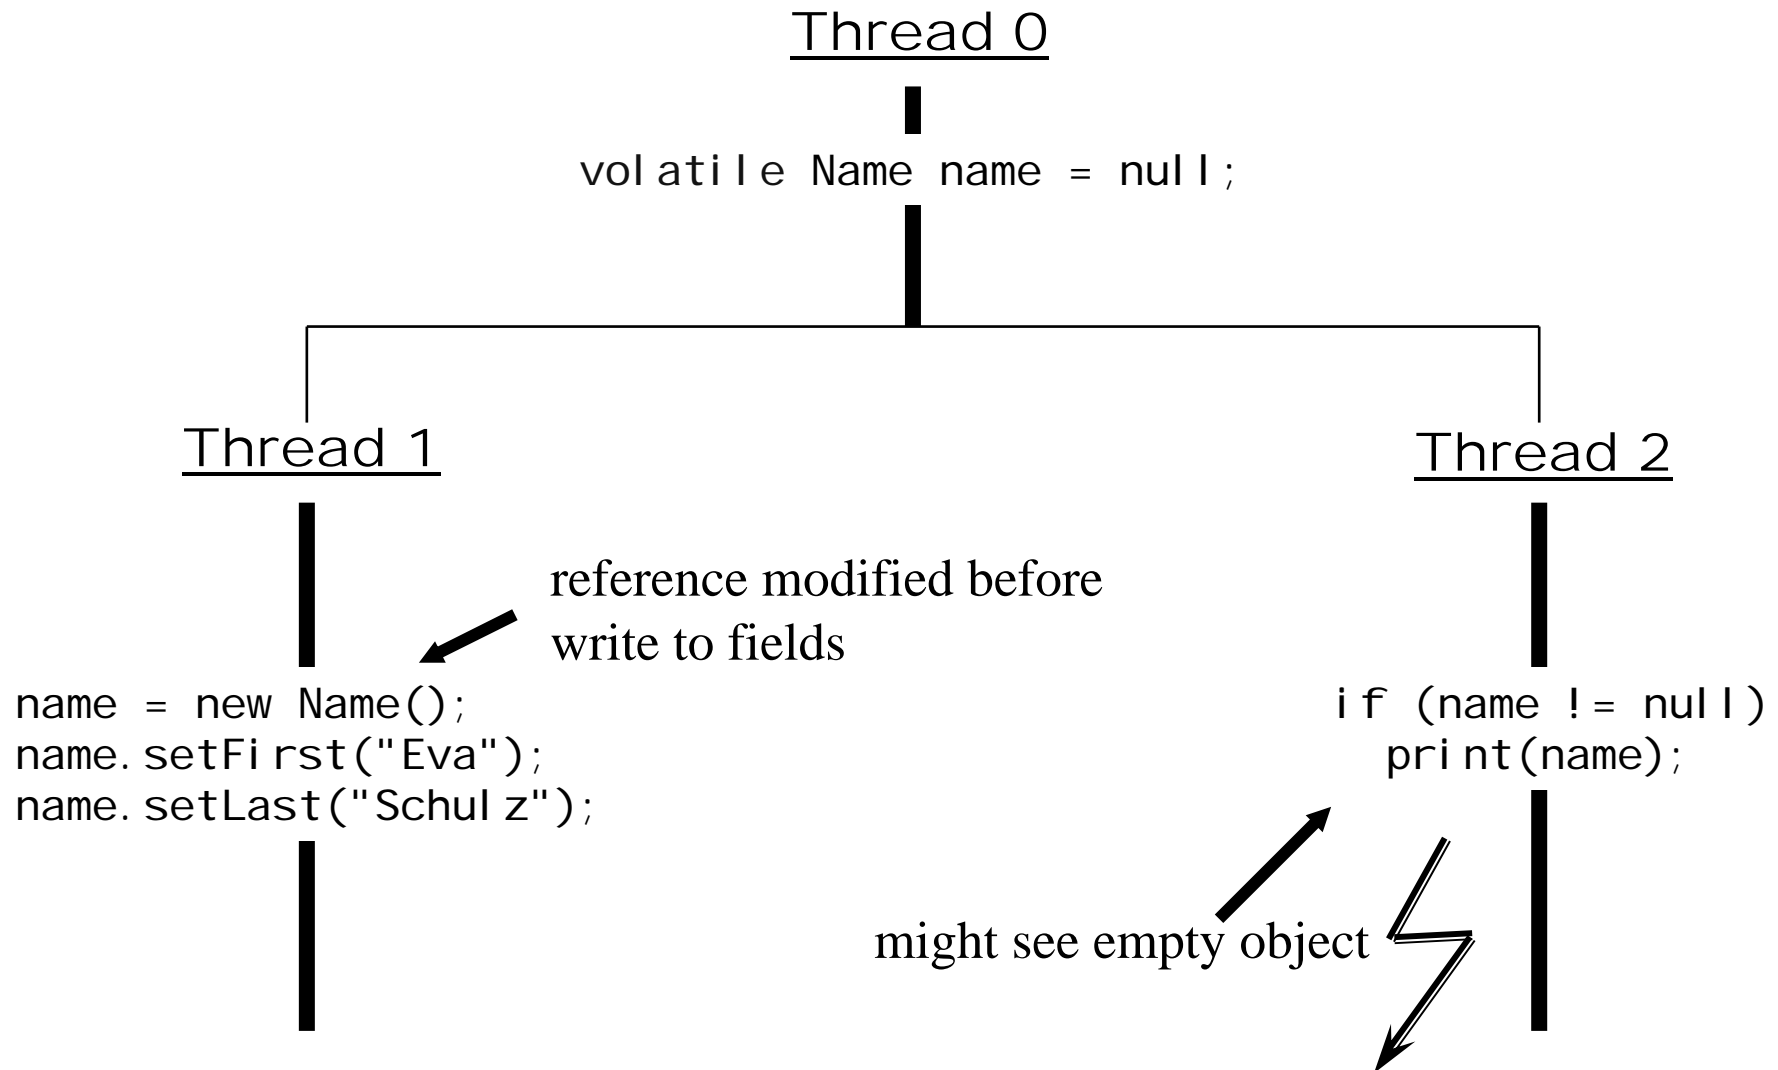 Thread 0
volatile Name name = null;
Thread 1
Thread 2
reference modified before
write to fields
name = new Name();
name.setFirst("Eva");
name.setLast("Schulz");
if (name != null)
print(name);
might see empty object